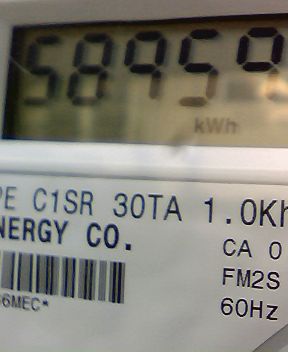 58959
kWh
PE C1SR 30TA 1.0Kh
NERGY CO.
CA 0
FM2S
6MEC*
60Hz